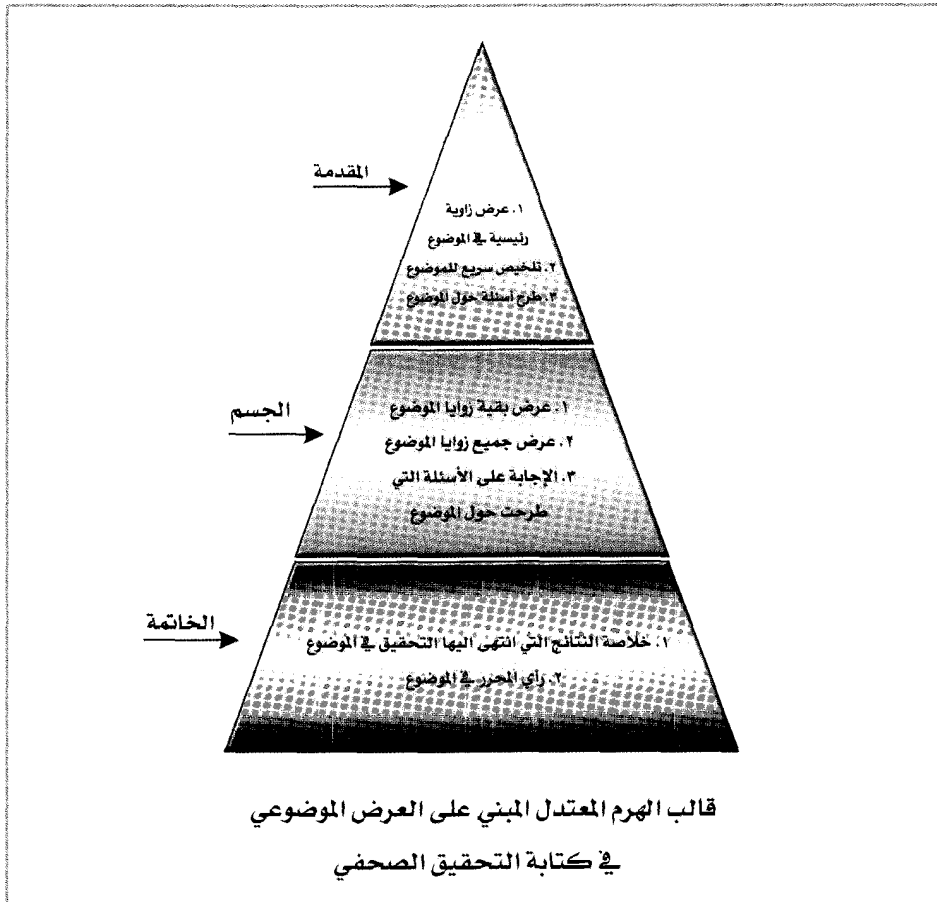 المقدمة
١. عرض زاوية
رئيسية في الموضوع
٢. تلخيص سريع للموضوع
٣. طرح أسئلة حول الموضوع
الجسم
١. عرض بقية زوايا الموضوع
٢. عرض جميع زوايا الموضوع
٣. الإجابة على الأسئلة التي
طرحت حول الموضوع
الخاتمة
١. خلاصة النتائج التي انتهى اليها التحقيق في الموضوع
٢. رأي المحرر في الموضوع
قالب الهرم المعتدل المبني على العرض الموضوعي
في كتابة التحقيق الصحفي